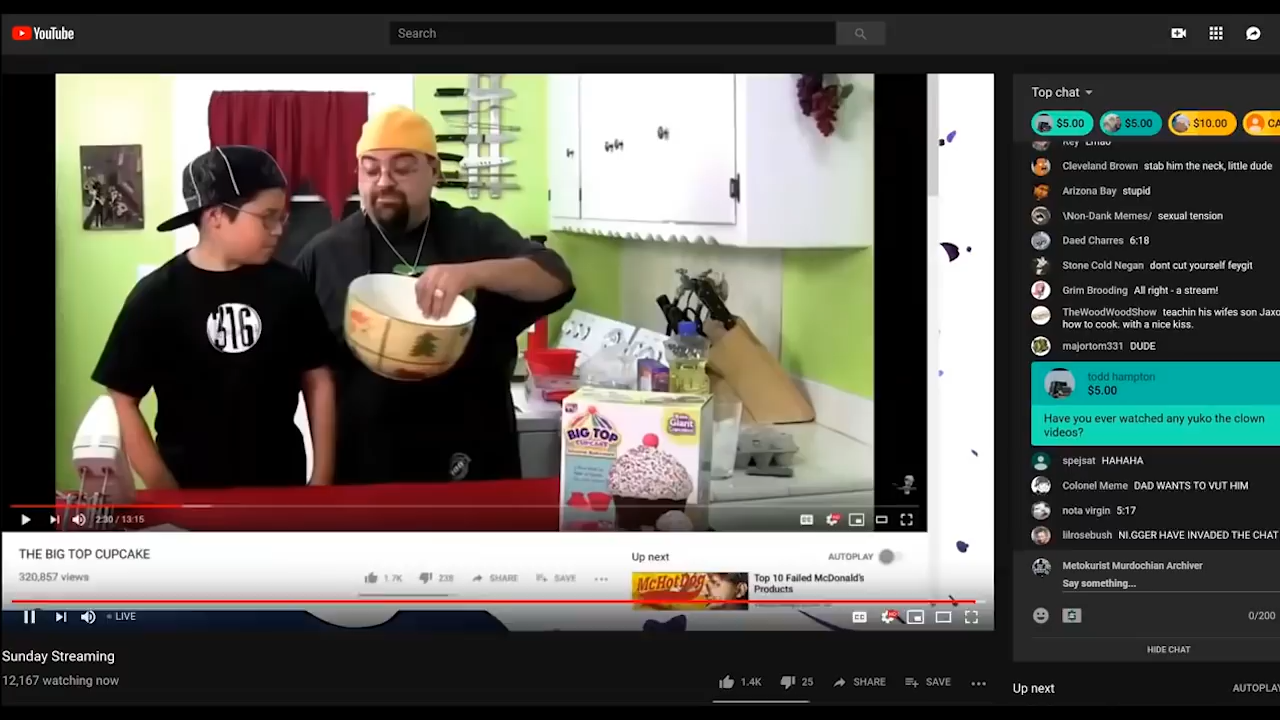 YouTube
Search
Top chat
$5.00 $5.00 $10.00 CA
Key Lmao
Cleveland Brown stab him the neck, little dude
Arizona Bay stupid
\Non-Dank Memes/ sexual tension
Daed Charres 6:18
Stone Cold Negan dont cut yourself feygit
Grim Brooding All right - a stream!
TheWoodWoodShow teachin his wifes son Jaxo
how to cook. with a nice kiss.
majortom331 DUDE
todd hampton
$5.00
Have you ever watched any yuko the clown
videos?
spejsat HAHAHA
Colonel Meme DAD WANTS TO VUT HIM
nota virgin 5:17
lilrosebush NI.GGER HAVE INVADED THE CHAT
Metokurist Murdochian Archiver
Say something...
0/200
HIDE CHAT
Up next AUTOPLAY
316
BIG TOP
CUPCAKE
Giant
2:30 / 13:15
THE BIG TOP CUPCAKE
320,857 views
1.7K 238 SHARE SAVE
Up next AUTOPLAY
McHotDog
Top 10 Failed McDonald's
Products
LIVE
Sunday Streaming
12,167 watching now
1.4K 25 SHARE SAVE